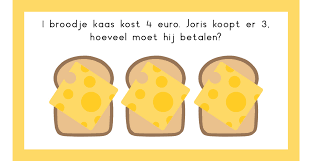 1 broodje kaas kost 4 euro. Joris koopt er 3,
hoeveel moet hij betalen?